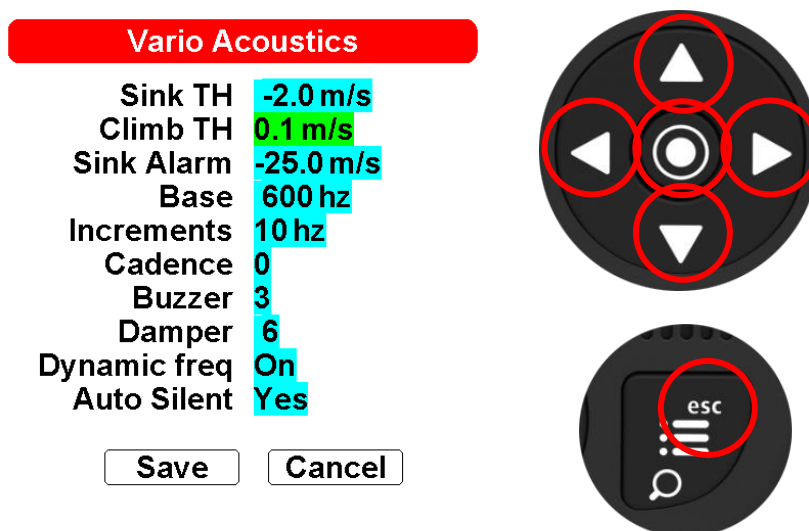 Vario Acoustics
Sink TH -2.0 m/s
Climb TH 0.1 m/s
Sink Alarm -25.0 m/s
Base 600 hz
Increments 10 hz
Cadence 0
Buzzer 3
Damper 6
Dynamic freq On
Auto Silent Yes
Save Cancel
esc